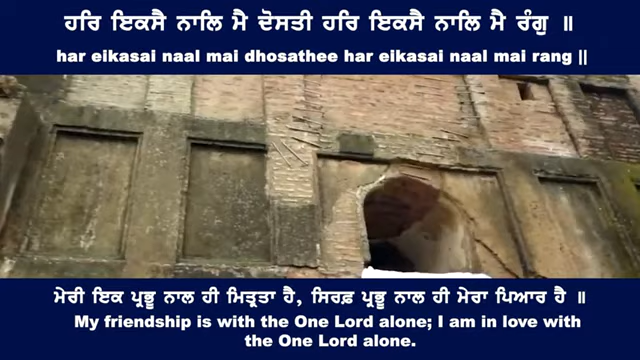 ਹਰਿ ਇਕਸੈ ਨਾਲਿ ਮੈ ਦੋਸਤੀ ਹਰਿ ਇਕਸੈ ਨਾਲਿ ਮੈ ਰੰਗੁ ॥
har eikasai naal mai dhosathee har eikasai naal mai rang ||
ਮੇਰੀ ਇਕ ਪ੍ਰਭੂ ਨਾਲ ਹੀ ਮਿਤ੍ਰਤਾ ਹੈ, ਸਿਰਫ਼ ਪ੍ਰਭੂ ਨਾਲ ਹੀ ਮੇਰਾ ਪਿਆਰ ਹੈ ॥
My friendship is with the One Lord alone; I am in love with
the One Lord alone.